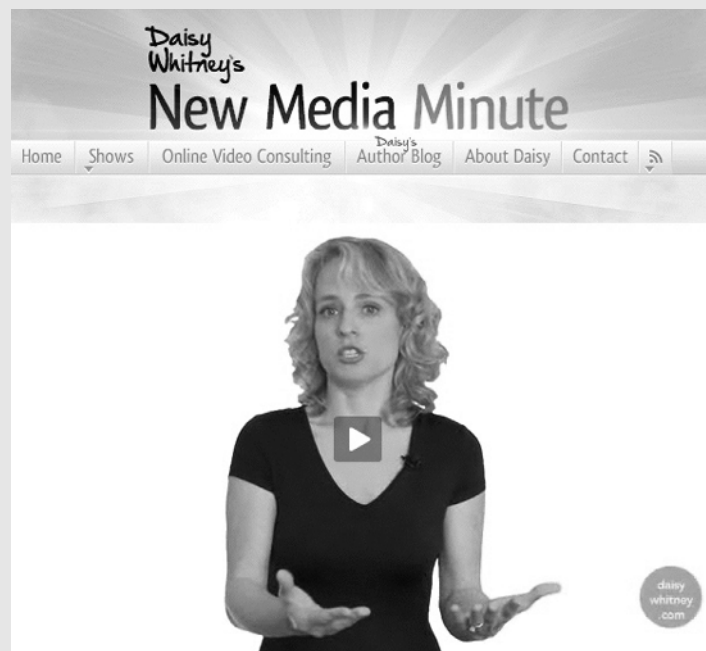 Daisy
Whitney's
New Media Minute
Home Shows Online Video Consulting Daisy's Author Blog About Daisy Contact
daisy
whitney
.com